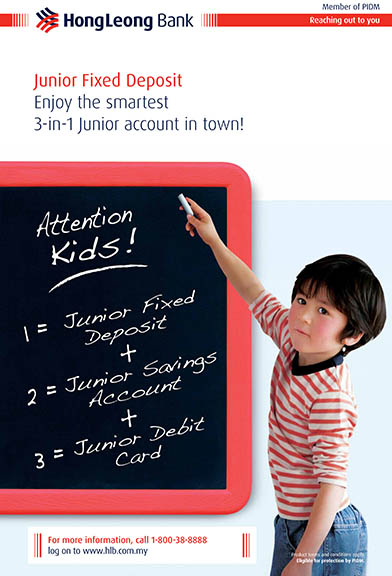 HongLeong Bank
Member of PIDM
Reaching out to you
Junior Fixed Deposit
Enjoy the smartest
3-in-1 Junior account in town!
Attention
Kids!
1 = Junior Fixed
Deposit
+
2 = Junior Savings
Account
+
3 = Junior Debit
Card
For more information, call 1-800-38-8888
log on to www.hlb.com.my
Product terms and conditions apply.
Eligible for protection by PIDM.